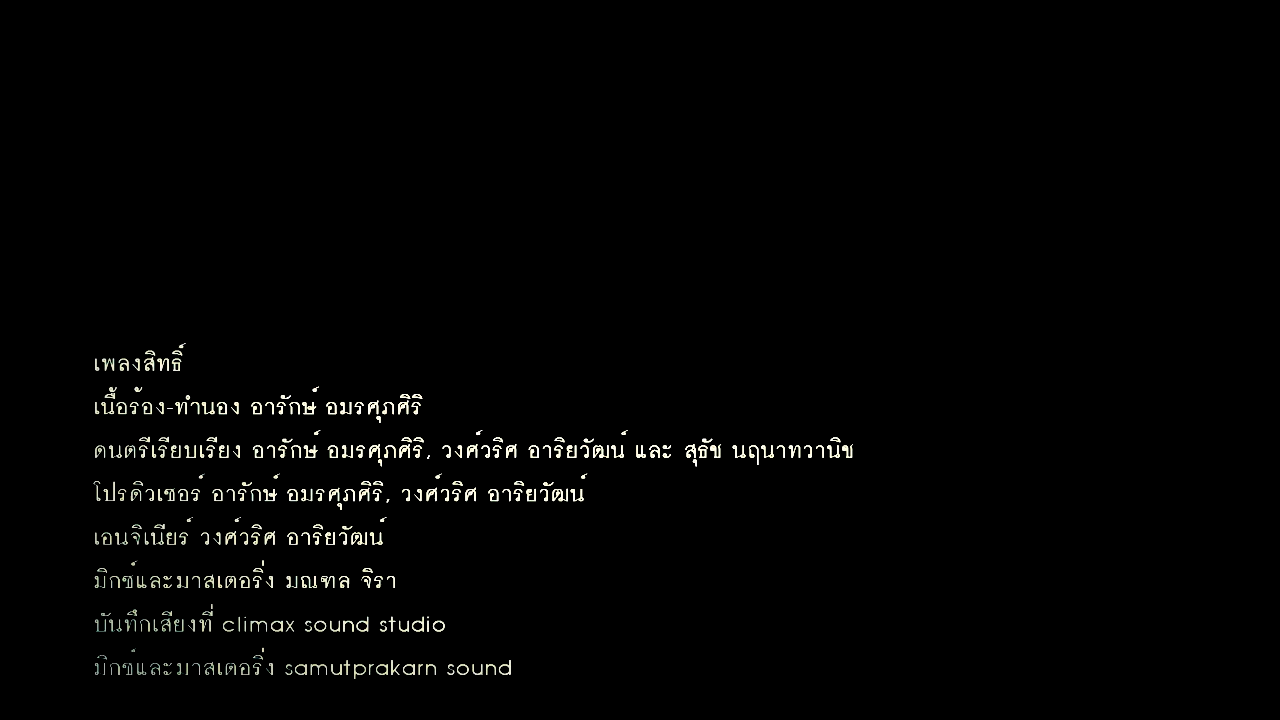 เพลงสิทธิ์
เนื้อร้อง-ทำนอง อารักษ์ อมรศุภศิริ
ดนตรีเรียบเรียง อารักษ์ อมรศุภศิริ, วงศ์วริศ อาริยวัฒน์ และ สุธัช นฤนาทวานิช
โปรดิวเซอร์ อารักษ์ อมรศุภศิริ, วงศ์วริศ อาริยวัฒน์
เอนจิเนียร์ วงศ์วริศ อาริยวัฒน์
มิกซ์และมาสเตอริ่ง มณฑล จิรา
บันทึกเสียงที่ climax sound studio
มิกซ์และมาสเตอริ่ง samutprakarn sound